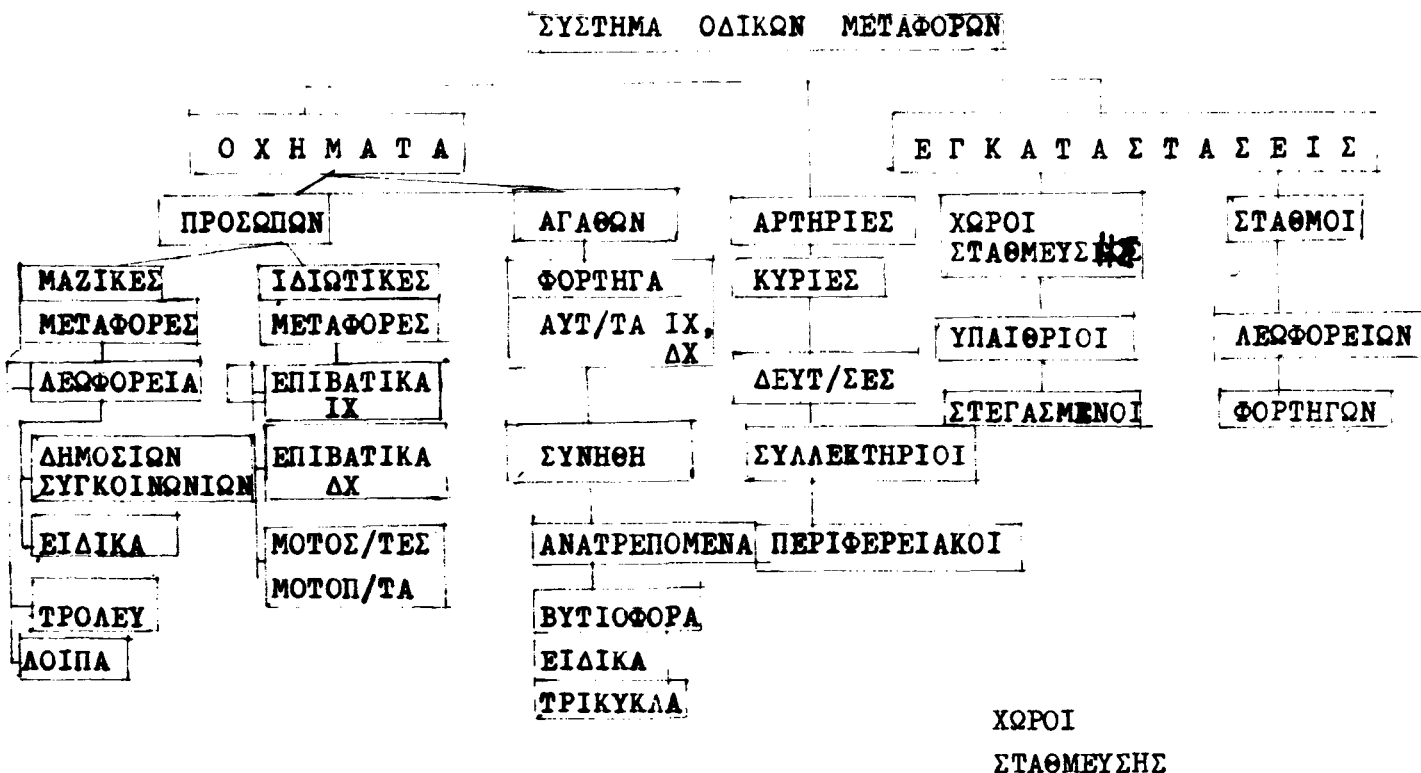 ΣΥΣΤΗΜΑ ΟΔΙΚΩΝ ΜΕΤΑΦΟΡΩΝ
ΟΧΗΜΑΤΑ
ΕΓΚΑΤΑΣΤΑΣΕΙΣ
ΠΡΟΣΩΠΩΝ
ΑΓΑΘΩΝ
ΑΡΤΗΡΙΕΣ
ΧΩΡΟΙ
ΣΤΑΘΜΕΥΣΗΣ
ΣΤΑΘΜΟΙ
ΜΑΖΙΚΕΣ
ΜΕΤΑΦΟΡΕΣ
ΙΔΙΩΤΙΚΕΣ
ΜΕΤΑΦΟΡΕΣ
ΦΟΡΤΗΓΑ
ΑΥΤ/ΤΑ ΙΧ,
ΔΧ
ΚΥΡΙΕΣ
ΥΠΑΙΘΡΙΟΙ
ΛΕΩΦΟΡΕΙΩΝ
ΛΕΩΦΟΡΕΙΑ
ΕΠΙΒΑΤΙΚΑ
ΙΧ
ΔΕΥΤ/ΣΕΣ
ΣΤΕΓΑΣΜΕΝΟΙ
ΦΟΡΤΗΓΩΝ
ΔΗΜΟΣΙΩΝ
ΣΥΓΚΟΙΝΩΝΙΩΝ
ΕΠΙΒΑΤΙΚΑ
ΔΧ
ΣΥΝΗΘΗ
ΣΥΛΛΕΚΤΗΡΙΟΙ
ΕΙΔΙΚΑ
ΜΟΤΟΣ/ΤΕΣ
ΜΟΤΟΠ/ΤΑ
ΑΝΑΤΡΕΠΟΜΕΝΑ
ΠΕΡΙΦΕΡΕΙΑΚΟΙ
ΤΡΟΛΕΥ
ΛΟΙΠΑ
ΒΥΤΙΟΦΟΡΑ
ΕΙΔΙΚΑ
ΤΡΙΚΥΚΛΑ
ΧΩΡΟΙ
ΣΤΑΘΜΕΥΣΗΣ